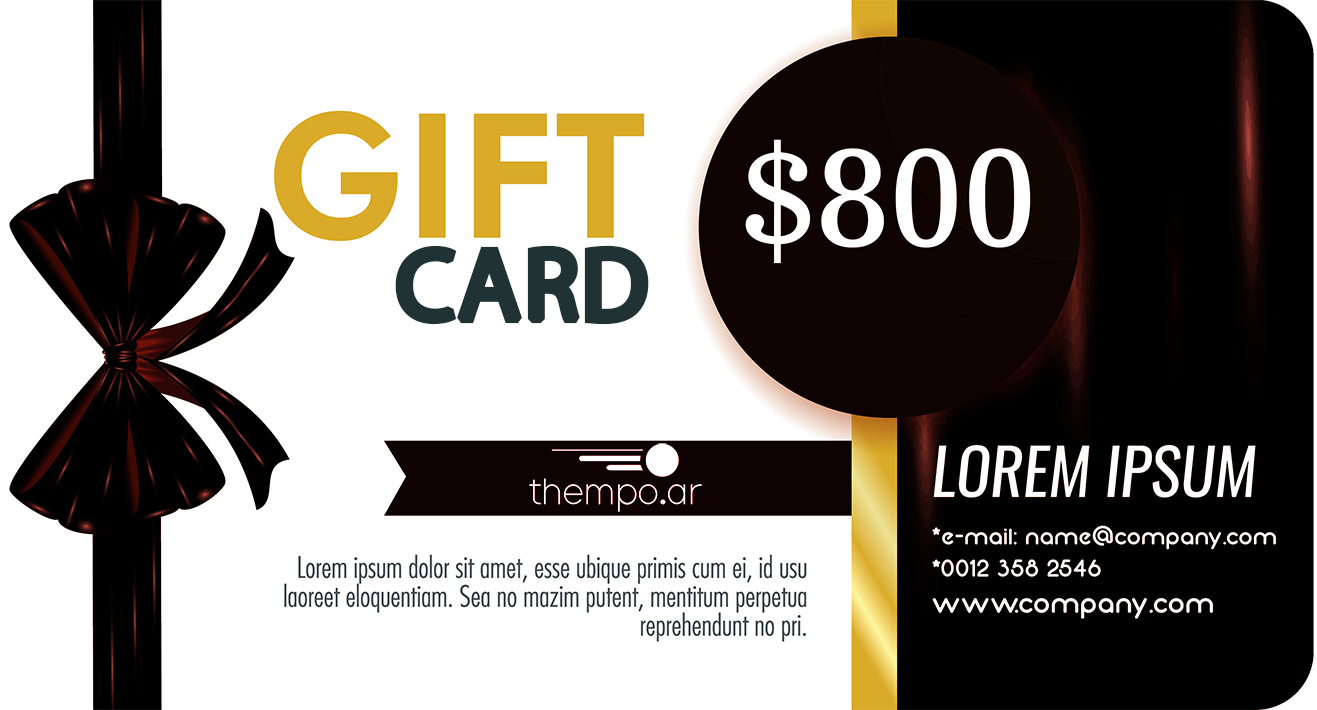 GIFT
CARD
$800
thempo.ar
Lorem ipsum dolor sit amet, esse ubique primis cum ei, id usu
laoreet eloquentiam. Sea no mazim putent, mentitum perpetua
reprehendunt no pri.
LOREM IPSUM
*e-mail: name@company.com
*0012 358 2546
www.company.com